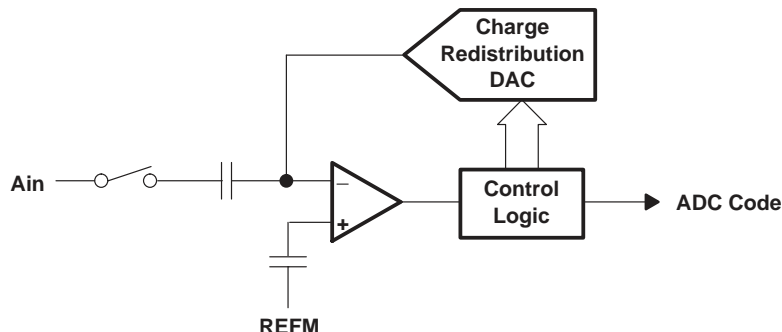 Charge
Redistribution
DAC
Ain
−
+
Control
Logic
ADC Code
REFM